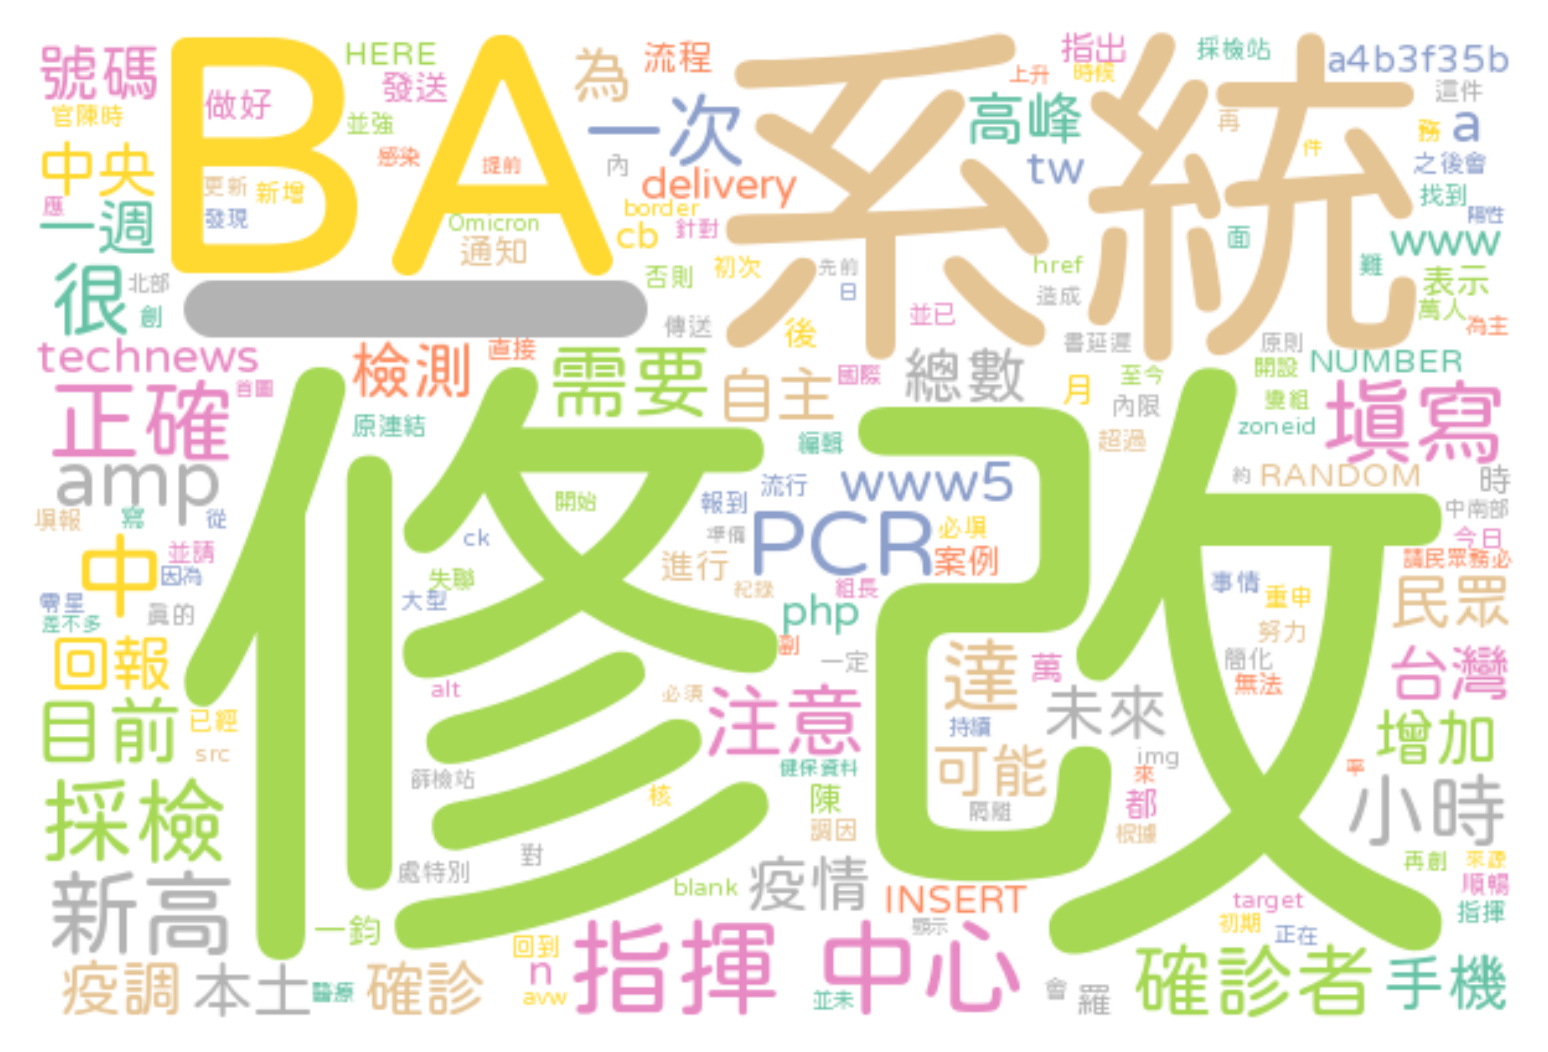 號碼
BA
HERE
流程
為
系統
指出
採檢站
a4b3f35b
官陳時
做好
發送
並強
一次
上升
時候
高峰
這件
再
務
a
中央
更新
新增
感染
提前
內
delivery
tw
件
之後會
應
一週
發現
Omicron
通知
border
cb
針對
找到
陽性
www
面
很
北部
創
否則
初次
先前
日
href
造成
難
表示
萬人
傳送
後
並已
書延遲
原則
為主
technews
檢測
直接
需要
自主
國際
總數
月
至今
內限
開設
NUMBER
變組
正確
首圖
原連結
編輯
超過
zoneid
填寫
amp
修改
開始
報到
流行
www5
約
RANDOM
時
填報
寫
從
ck
準備
PCR
必填
中南部
今日
中
並請
因為
失聯
進行
案例
請民眾務必
零星
差不多
真的
大型
紀錄
組長
php
事情
重申
民眾
努力
回報
副
一定
達
萬
簡化
無法
台灣
目前
已經
src
alt
必須
注意
持續
未來
增加
篩檢站
健保資料
可能
img
來
率
採檢
核
陳
調因
隔離
都
根據
小時
新高
處特別
對
blank
疫情
INSERT
顯示
再創
來源
順暢
target
指揮
一鈞
回到
初期
正在
疫調
本土
醫療
確診
n
avw
指揮
中心
並未
會
羅
確診者
手機